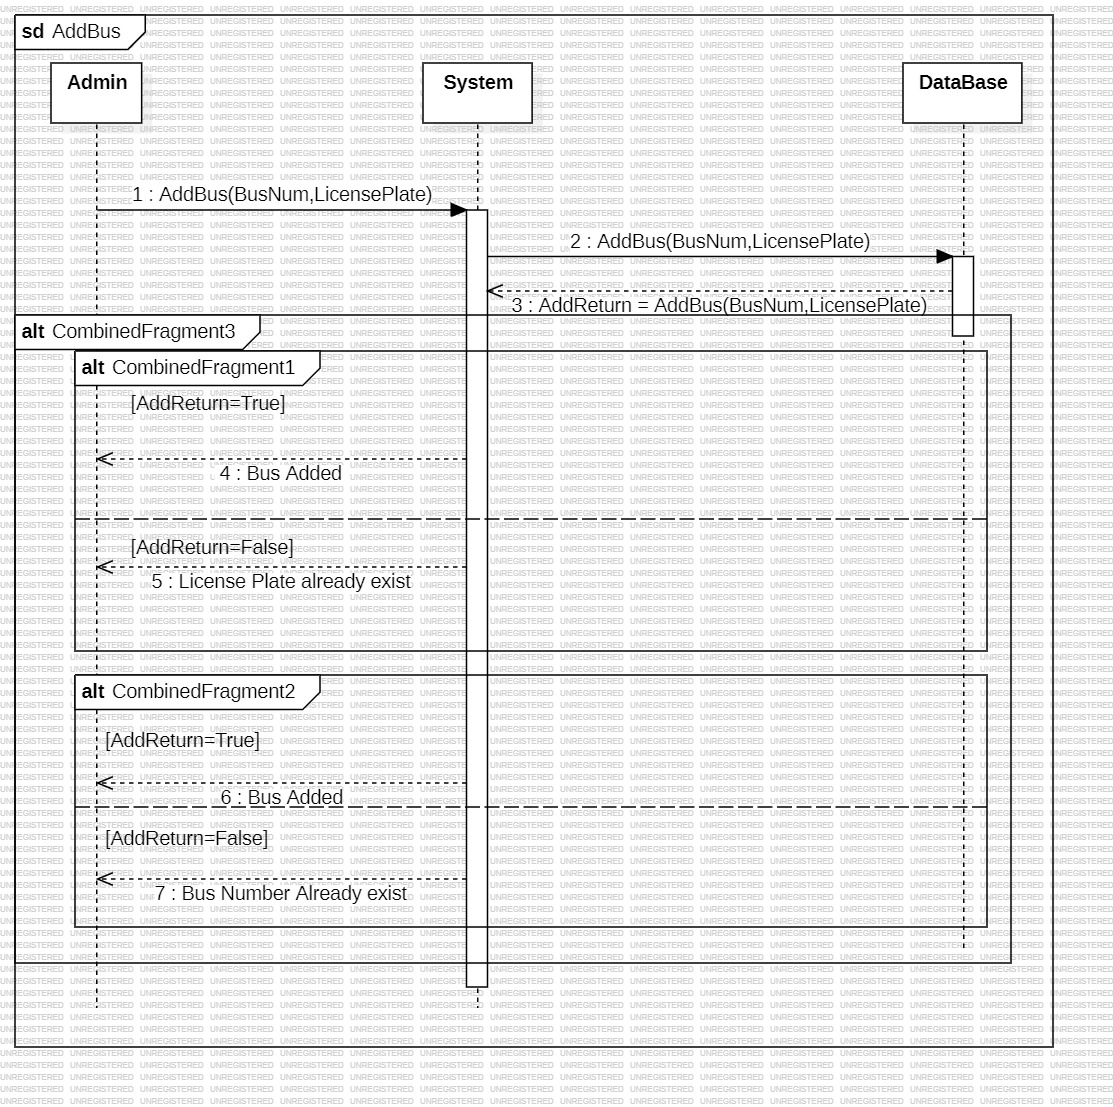 sd AddBus
Admin System DataBase
1 : AddBus(BusNum,LicensePlate)
2 : AddBus(BusNum,LicensePlate)
3 : AddReturn = AddBus(BusNum,LicensePlate)
alt CombinedFragment3
alt CombinedFragment1
[AddReturn=True]
4 : Bus Added
[AddReturn=False]
5 : License Plate already exist
alt CombinedFragment2
[AddReturn=True]
6 : Bus Added
[AddReturn=False]
7 : Bus Number Already exist
UNREGISTERED